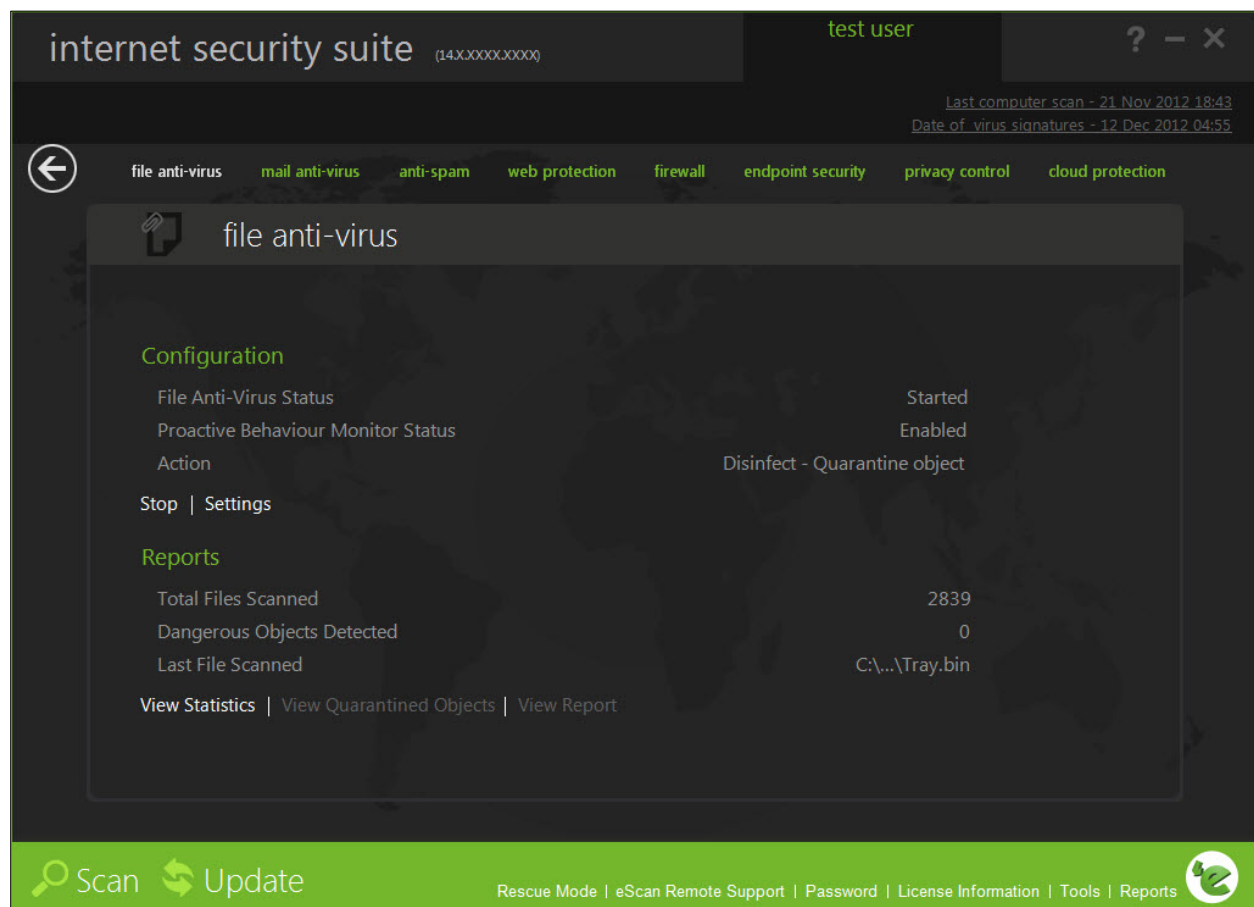 internet security suite (14.X.XXXX.XXXX)
test user
? – ×
Last computer scan - 21 Nov 2012 18:43
Date of virus signatures - 12 Dec 2012 04:55
file anti-virus mail anti-virus anti-spam web protection firewall endpoint security privacy control cloud protection
file anti-virus
Configuration
File Anti-Virus Status Started
Proactive Behaviour Monitor Status Enabled
Action Disinfect - Quarantine object
Stop | Settings
Reports
Total Files Scanned 2839
Dangerous Objects Detected 0
Last File Scanned C:\...\Tray.bin
View Statistics | View Quarantined Objects | View Report
Scan Update
Rescue Mode | eScan Remote Support | Password | License Information | Tools | Reports